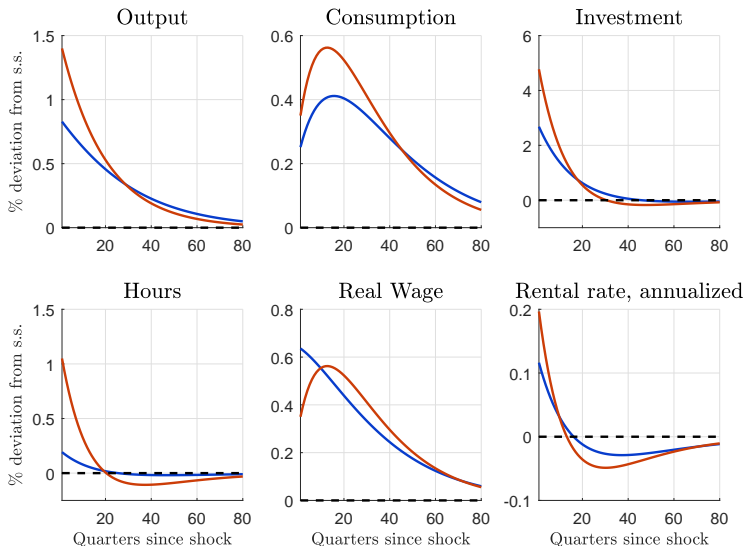 Output
Consumption
Investment
% deviation from s.s.
1.5
1
0.5
0
20 40 60 80
0.6
0.4
0.2
0
20 40 60 80
6
4
2
0
20 40 60 80
Hours
Real Wage
Rental rate, annualized
% deviation from s.s.
1.5
1
0.5
0
20 40 60 80
Quarters since shock
0.8
0.6
0.4
0.2
0
20 40 60 80
Quarters since shock
0.2
0.1
0
-0.1
20 40 60 80
Quarters since shock